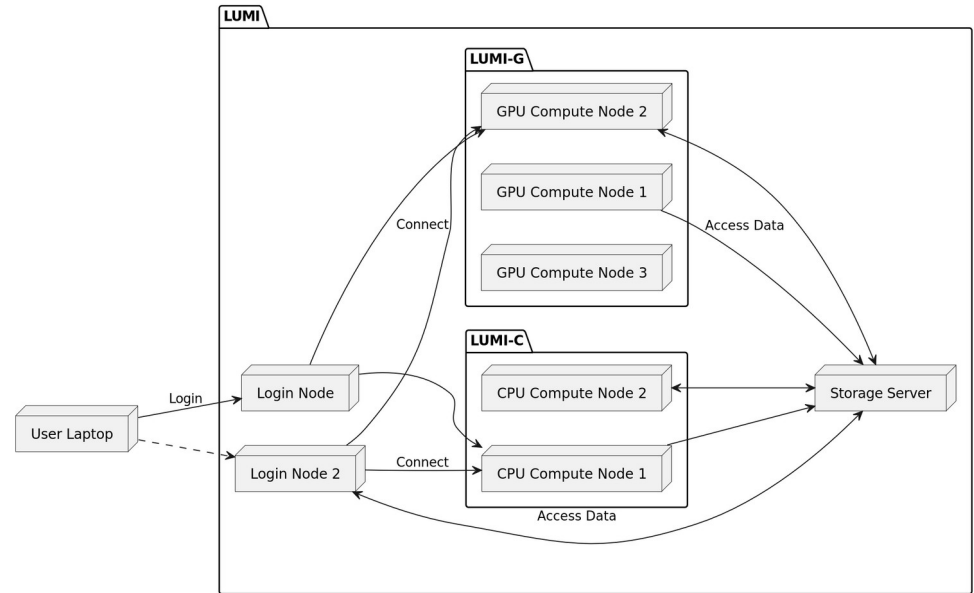 LUMI
LUMI-G
GPU Compute Node 2
GPU Compute Node 1
Connect
Access Data
GPU Compute Node 3
LUMI-C
Login Node
CPU Compute Node 2
Storage Server
Login
User Laptop
Login Node 2
Connect
CPU Compute Node 1
Access Data